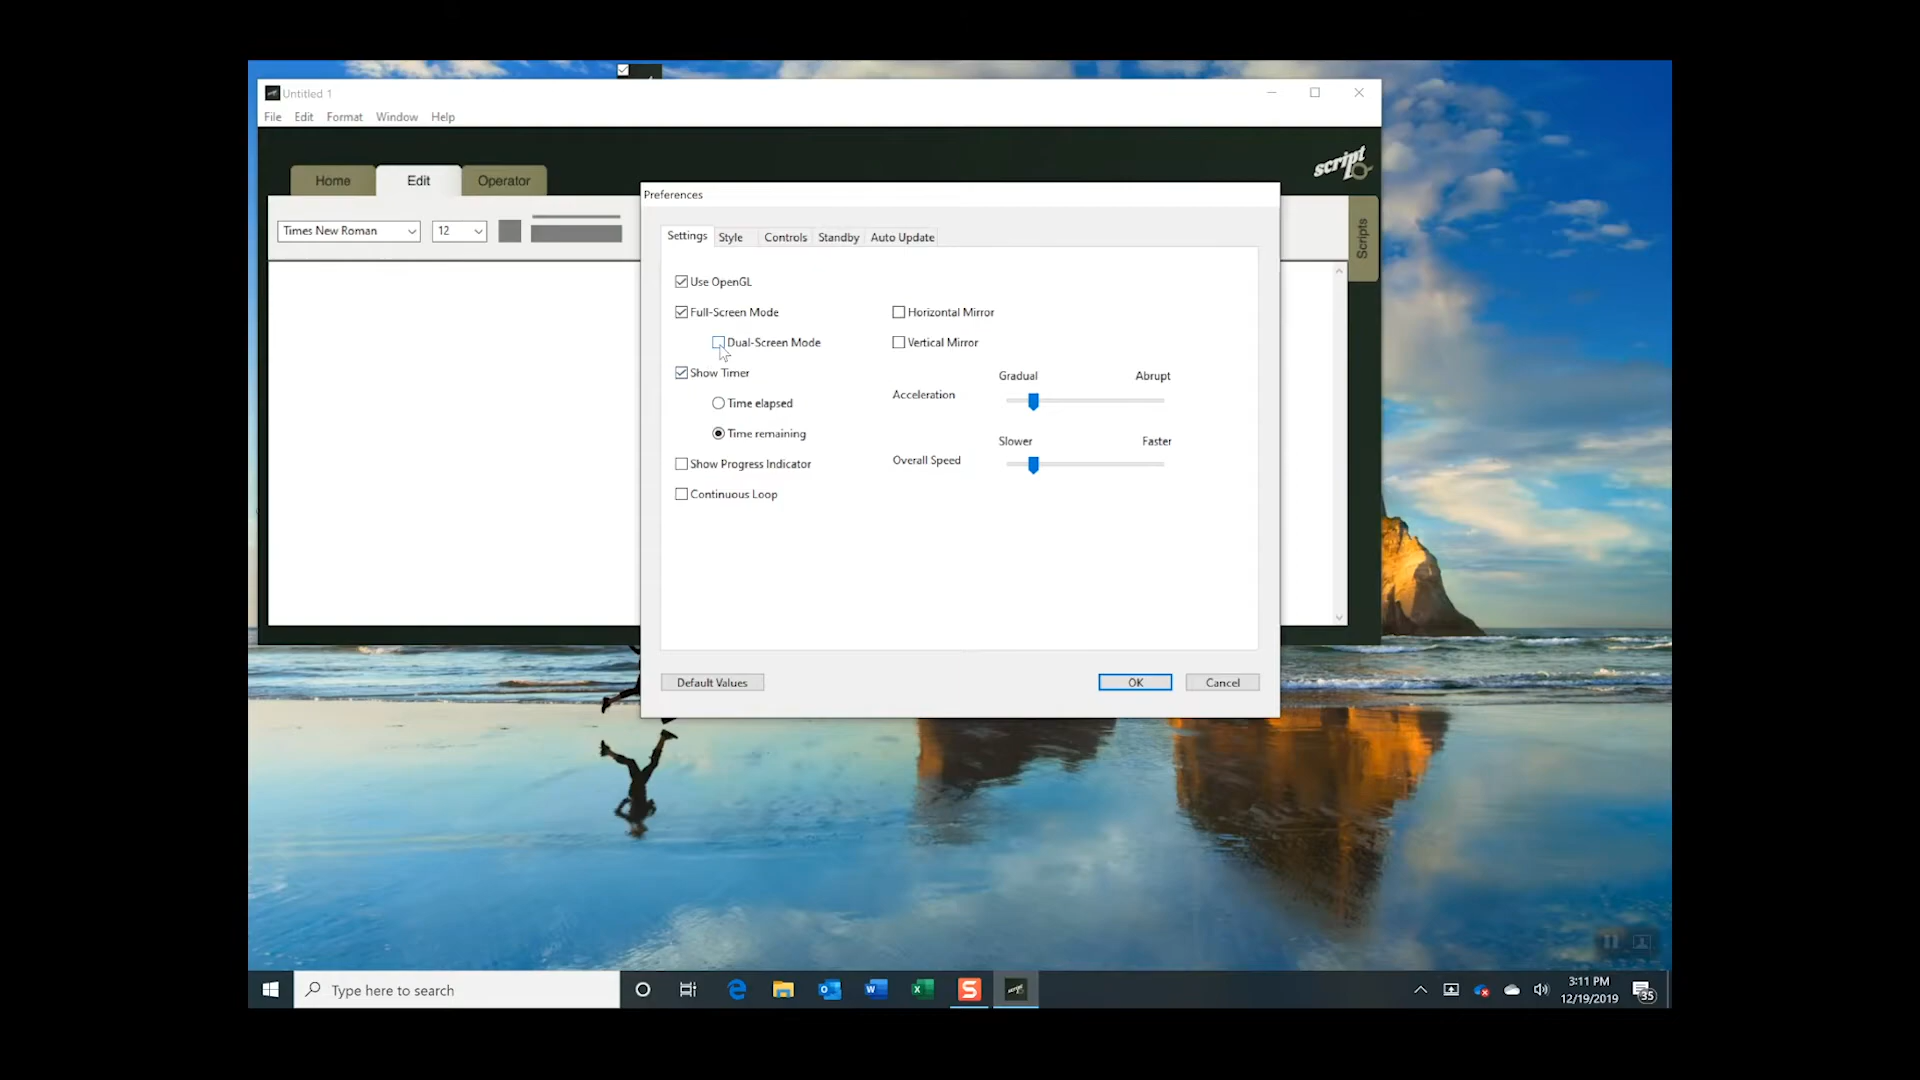 Untitled 1
File Edit Format Window Help
scriptQ
Home Edit Operator
Times New Roman 12
Scripts
Preferences
Settings Style Controls Standby Auto Update
Use OpenGL
Full-Screen Mode Horizontal Mirror
Dual-Screen Mode Vertical Mirror
Show Timer Gradual Abrupt
Acceleration
Time elapsed
Time remaining Slower Faster
Overall Speed
Show Progress Indicator
Continuous Loop
Default Values OK Cancel
Type here to search
3:11 PM
12/19/2019
35